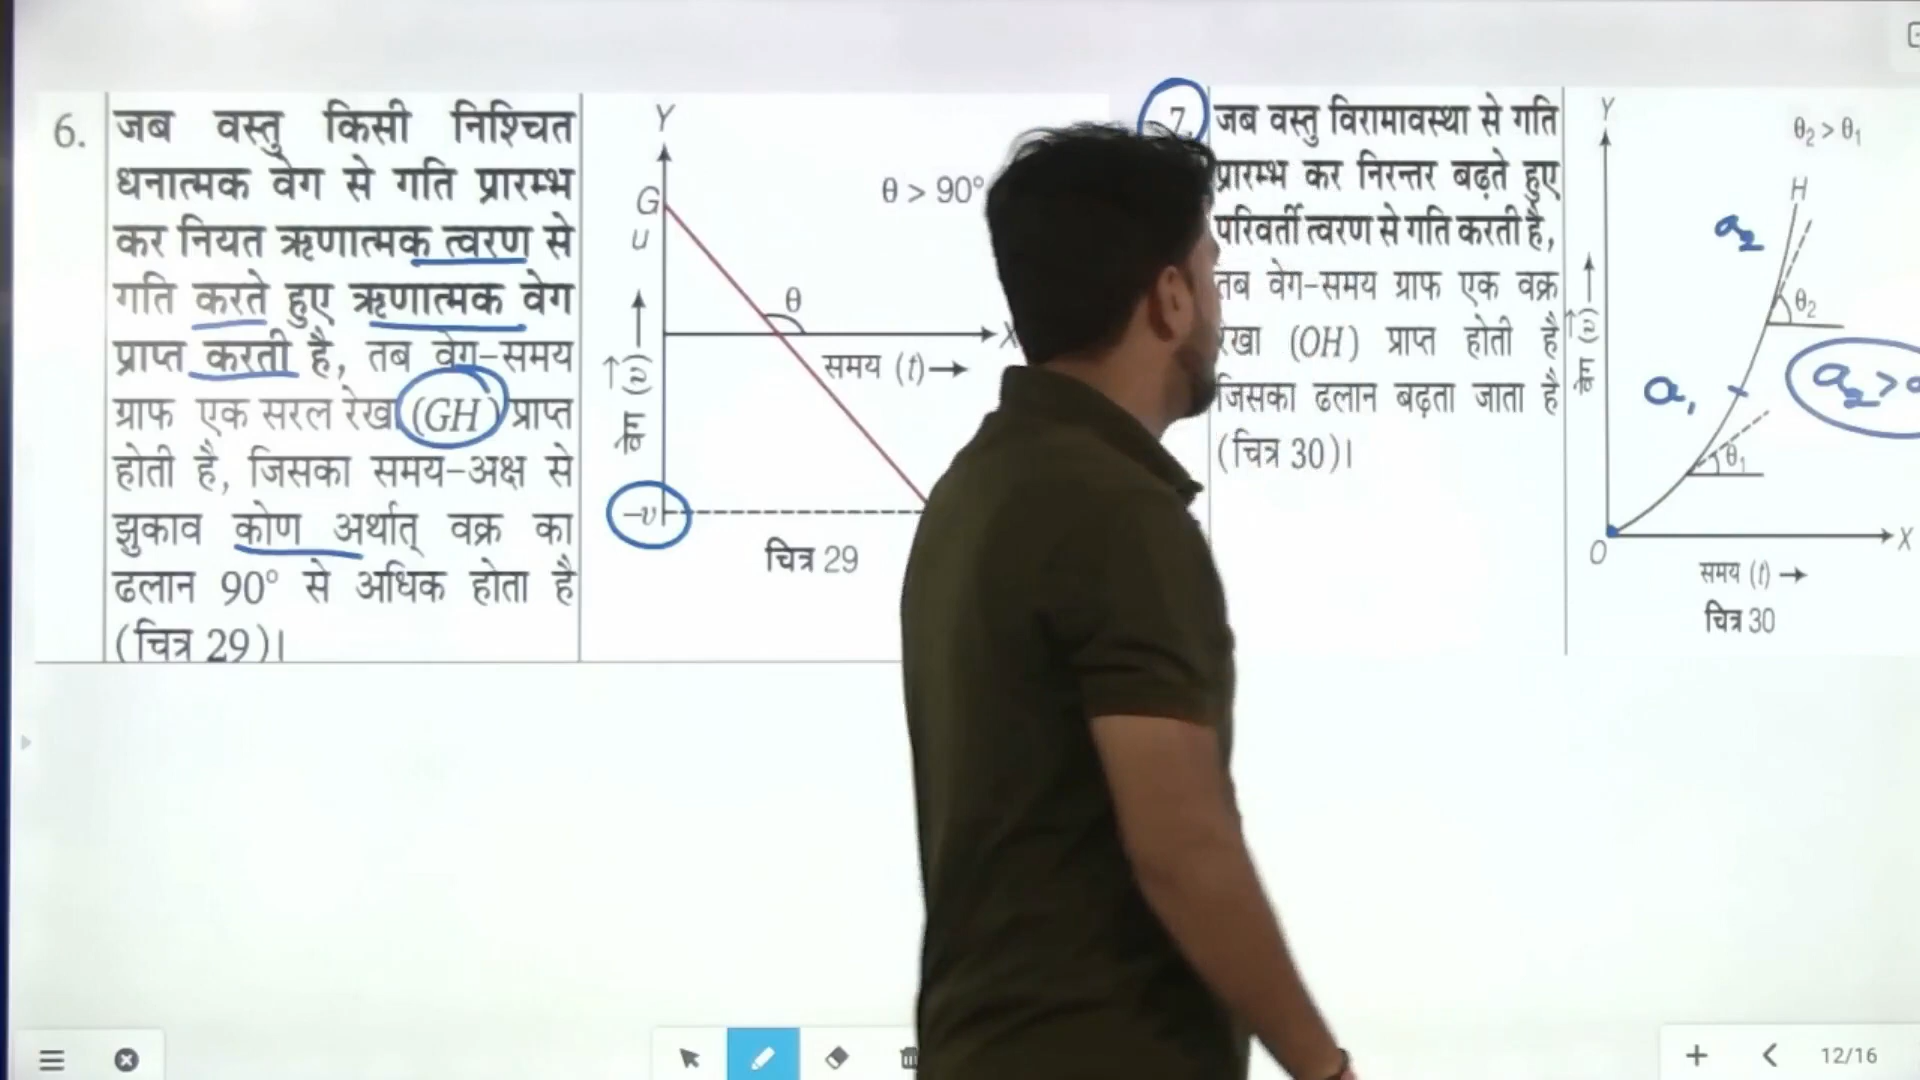 6. जब वस्तु किसी निश्चित
धनात्मक वेग से गति प्रारम्भ
कर नियत ऋणात्मक त्वरण से
गति करते हुए ऋणात्मक वेग
प्राप्त करती है, तब वेग-समय
ग्राफ एक सरल रेखा (GH) प्राप्त
होती है, जिसका समय-अक्ष से
झुकाव कोण अर्थात् वक्र का
ढलान 90° से अधिक होता है
(चित्र 29)।
Y
G
u
θ > 90°
θ
X
समय (t)→
वेग (v)→
-v
चित्र 29
7. जब वस्तु विरामावस्था से गति
प्रारम्भ कर निरन्तर बढ़ते हुए
परिवर्ती त्वरण से गति करती है,
तब वेग-समय ग्राफ एक वक्र
रेखा (OH) प्राप्त होती है
जिसका ढलान बढ़ता जाता है
(चित्र 30)।
Y
θ₂ > θ₁
H
a₂
θ₂
वेग (v)→
a₁
a₂ >
θ₁
O
X
समय (t)→
चित्र 30
12/16